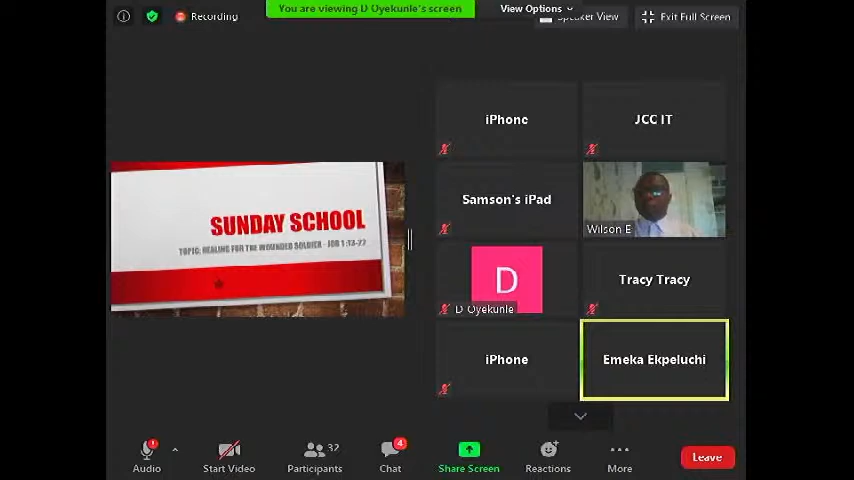 Recording
You are viewing D Oyekunle's screen
View Options
Speaker View
Exit Full Screen
iPhone
JCC IT
Samson's iPad
Wilson E
SUNDAY SCHOOL
TOPIC: HEALING FOR THE WOUNDED SOLDIER - JOB 1:13-22
D
D Oyekunle
Tracy Tracy
iPhone
Emeka Ekpeluchi
32
4
Audio
Start Video
Participants
Chat
Share Screen
Reactions
More
Leave